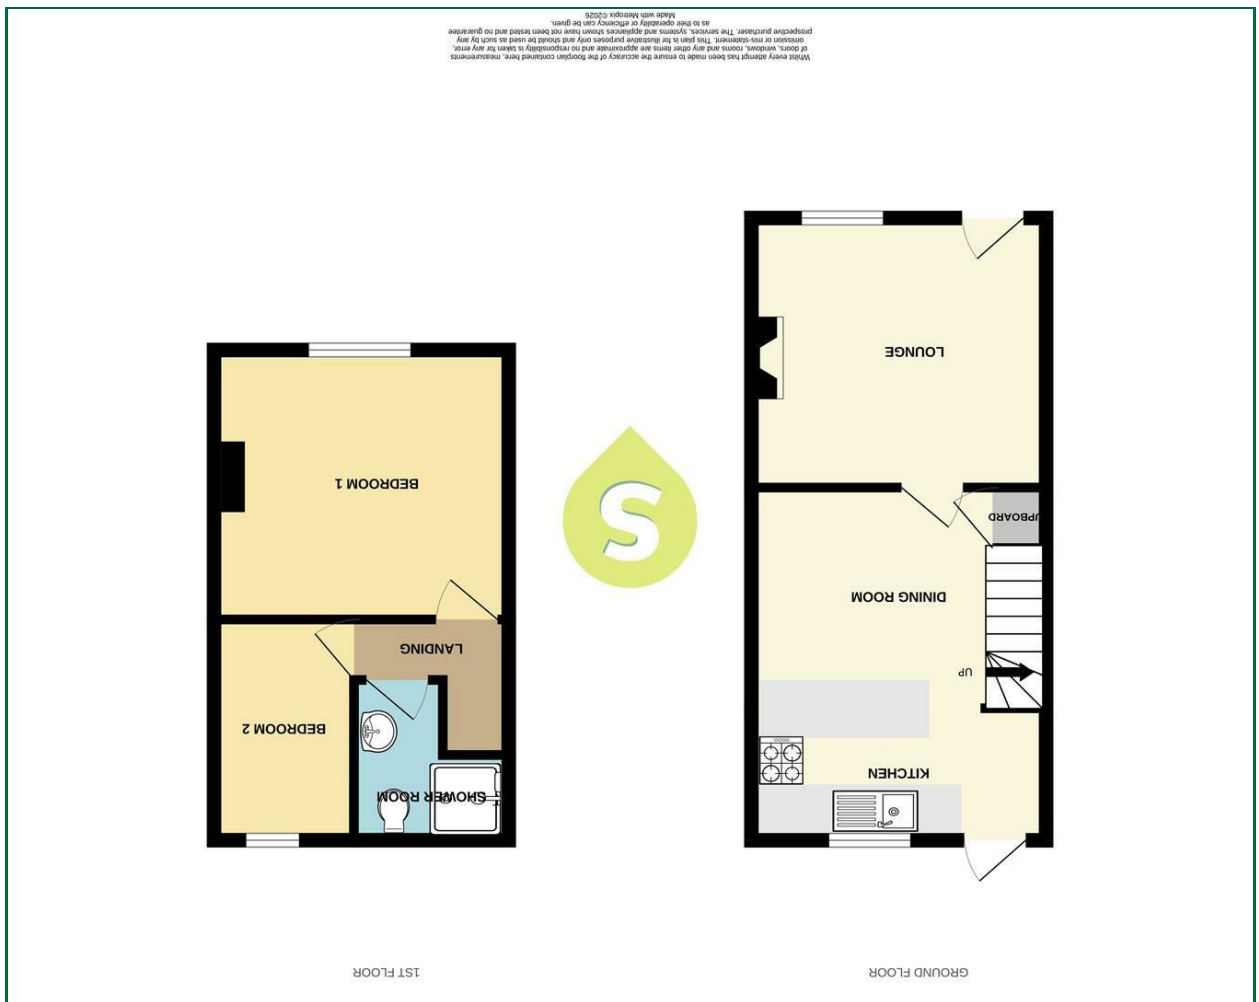 GROUND FLOOR
1ST FLOOR
KITCHEN
UP
DINING ROOM
UPBOARD
LOUNGE
SHOWER ROOM
BEDROOM 2
LANDING
BEDROOM 1
S
Whilst every attempt has been made to ensure the accuracy of the floorplan contained here, measurements
of doors, windows, rooms and any other items are approximate and no responsibility is taken for any error,
omission or mis-statement. This plan is for illustrative purposes only and should be used as such by any
prospective purchaser. The services, systems and appliances shown have not been tested and no guarantee
as to their operability or efficiency can be given.
Made with Metropix ©2026